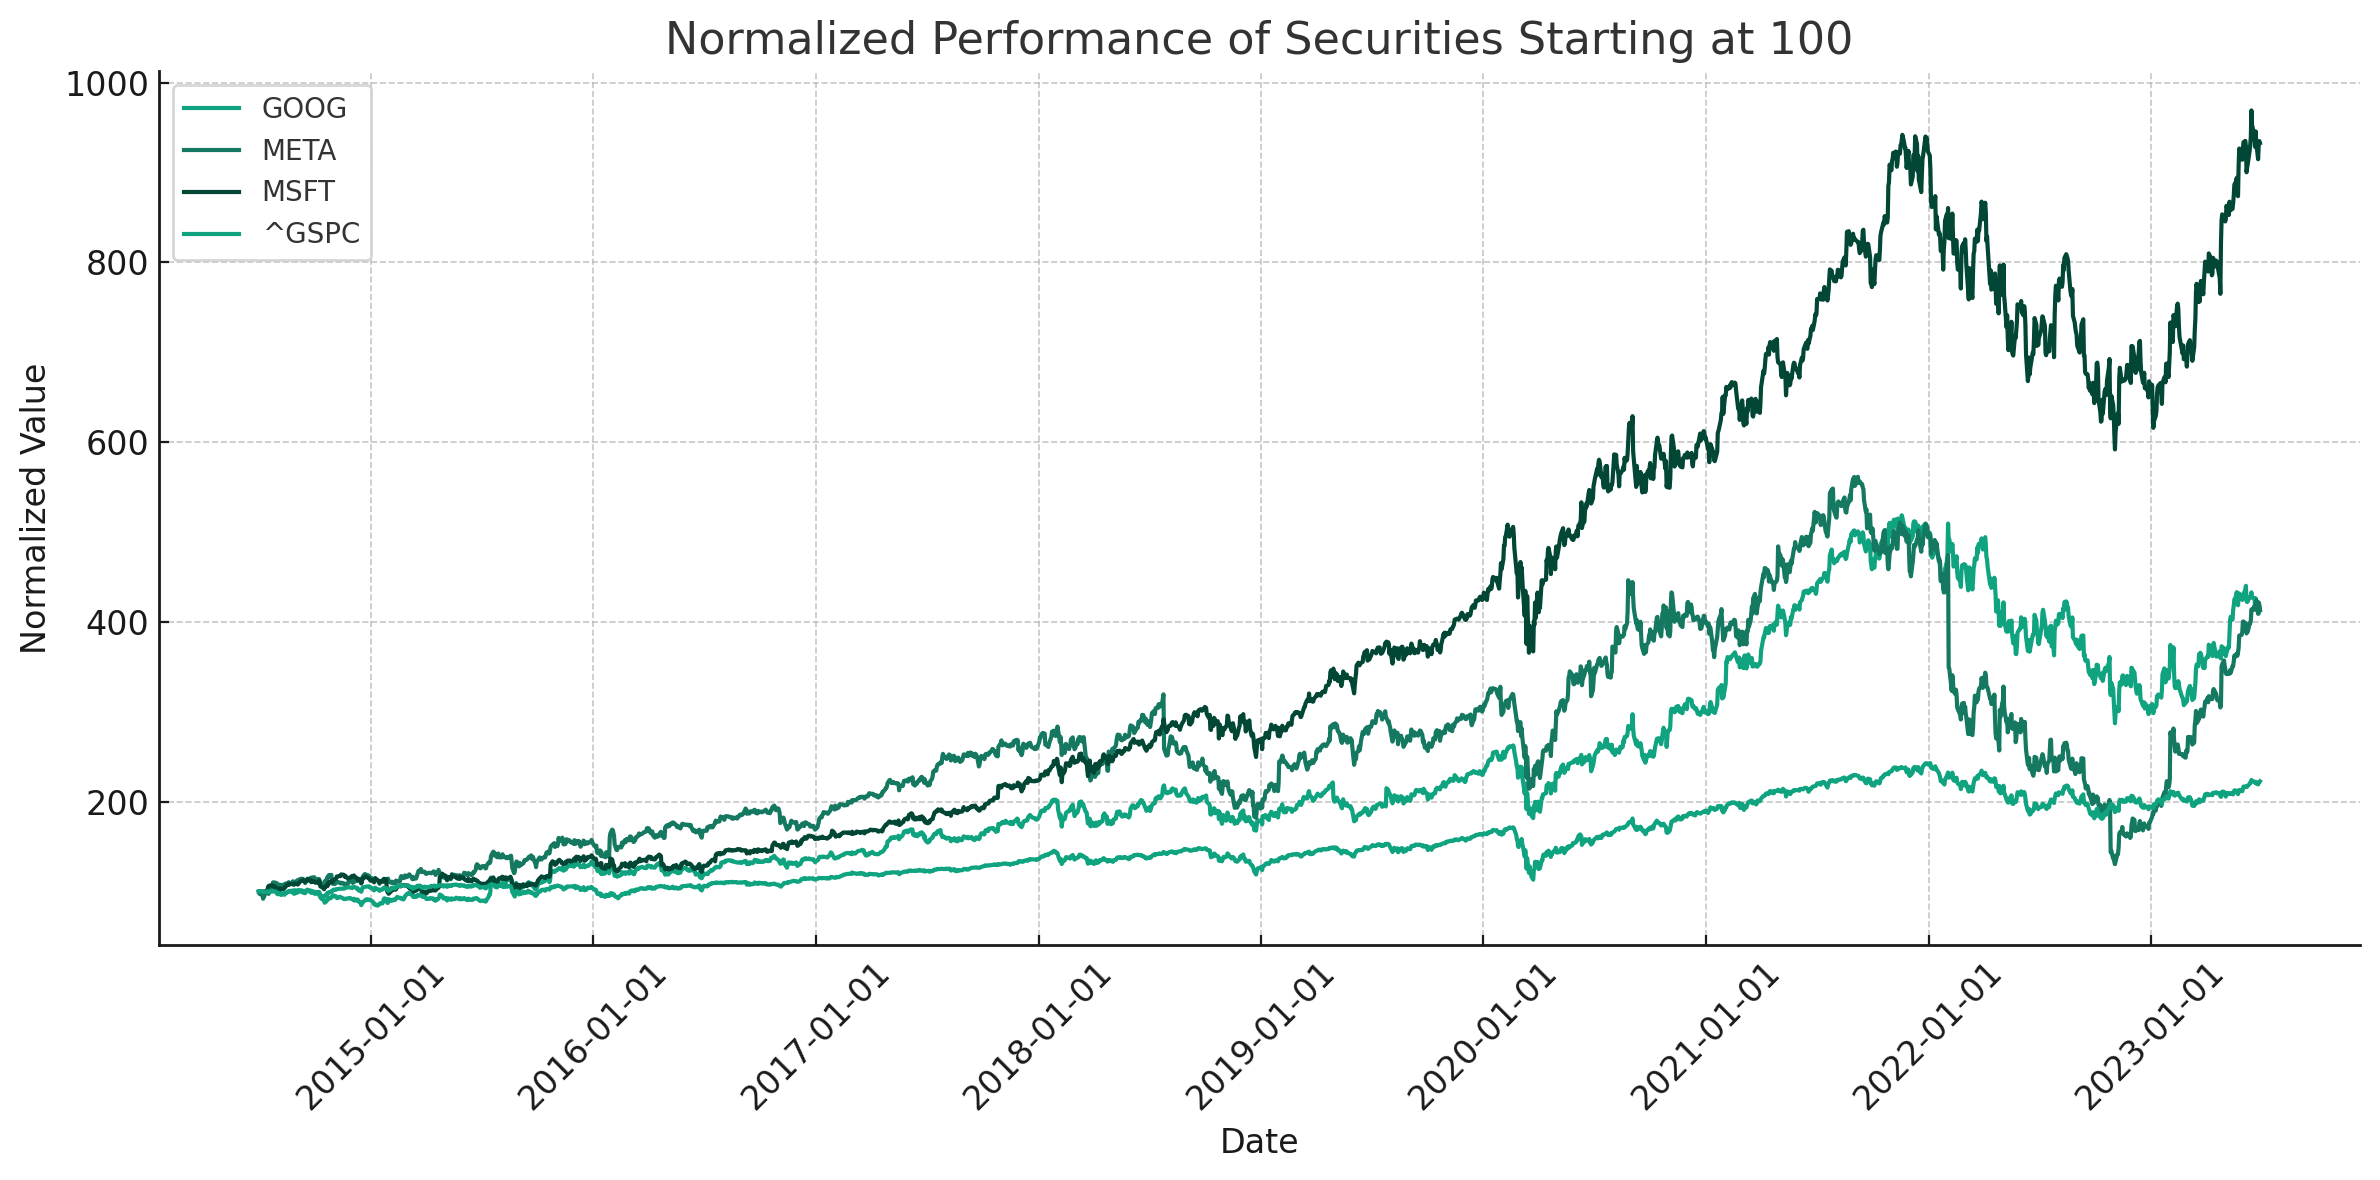 Normalized Performance of Securities Starting at 100
1000
800
600
400
200
Normalized Value
GOOG
META
MSFT
^GSPC
2015-01-01
2016-01-01
2017-01-01
2018-01-01
2019-01-01
2020-01-01
2021-01-01
2022-01-01
2023-01-01
Date